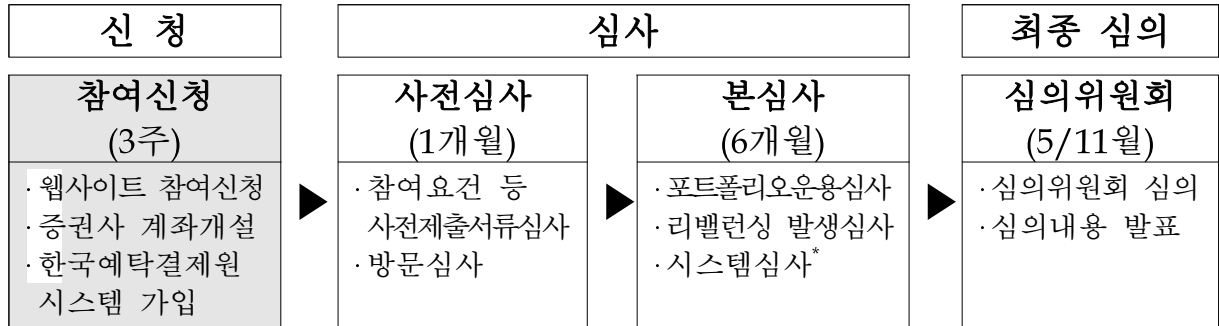 신 청
심사
최종 심의
참여신청
(3주)
· 웹사이트 참여신청
· 증권사 계좌개설
· 한국예탁결제원
시스템 가입
사전심사
(1개월)
· 참여요건 등
사전제출서류심사
· 방문심사
본심사
(6개월)
· 포트폴리오운용심사
· 리밸런싱 발생심사
· 시스템심사*
심의위원회
(5/11월)
· 심의위원회 심의
· 심의내용 발표